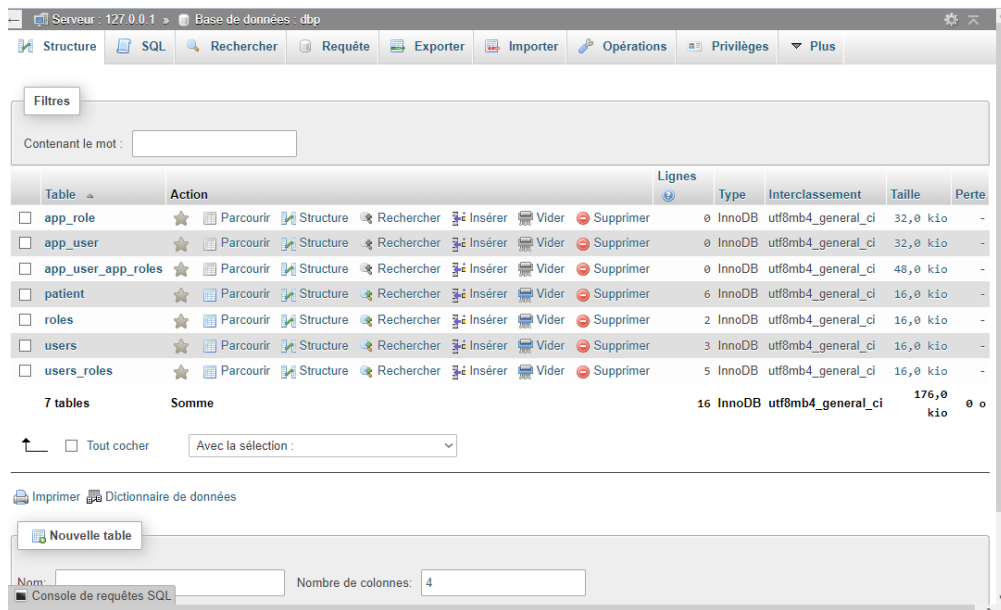 Serveur : 127.0.0.1 » Base de données : dbp
Structure SQL Rechercher Requête Exporter Importer Opérations Privilèges Plus
Filtres
Contenant le mot :
Table Action Lignes Type Interclassement Taille Perte
app_role Parcourir Structure Rechercher Insérer Vider Supprimer 0 InnoDB utf8mb4_general_ci 32,0 kio -
app_user Parcourir Structure Rechercher Insérer Vider Supprimer 0 InnoDB utf8mb4_general_ci 32,0 kio -
app_user_app_roles Parcourir Structure Rechercher Insérer Vider Supprimer 0 InnoDB utf8mb4_general_ci 48,0 kio -
patient Parcourir Structure Rechercher Insérer Vider Supprimer 6 InnoDB utf8mb4_general_ci 16,0 kio -
roles Parcourir Structure Rechercher Insérer Vider Supprimer 2 InnoDB utf8mb4_general_ci 16,0 kio -
users Parcourir Structure Rechercher Insérer Vider Supprimer 3 InnoDB utf8mb4_general_ci 16,0 kio -
users_roles Parcourir Structure Rechercher Insérer Vider Supprimer 5 InnoDB utf8mb4_general_ci 16,0 kio -
7 tables Somme 16 InnoDB utf8mb4_general_ci 176,0 kio 0 o
Tout cocher Avec la sélection :
Imprimer Dictionnaire de données
Nouvelle table
Nom: Nombre de colonnes: 4
Console de requêtes SQL